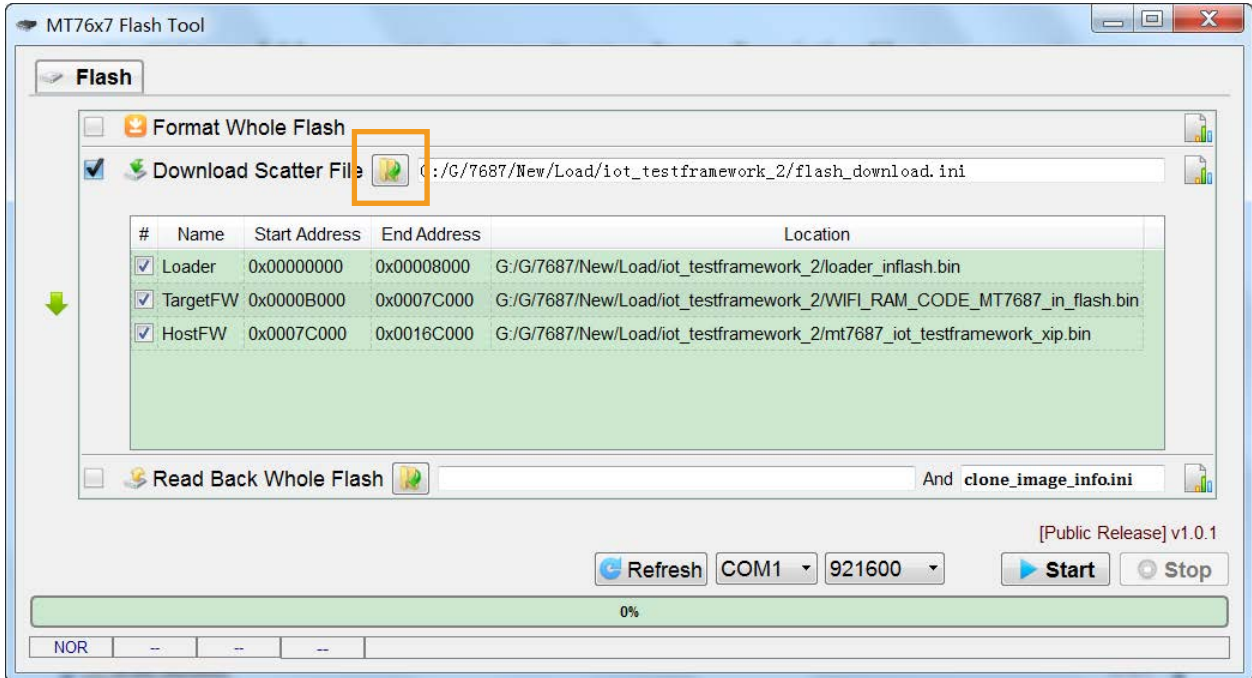 MT76x7 Flash Tool
Flash
Format Whole Flash
Download Scatter File G:/G/7687/New/Load/iot_testframework_2/flash_download.ini
# Name Start Address End Address Location
Loader 0x00000000 0x00008000 G:/G/7687/New/Load/iot_testframework_2/loader_inflash.bin
TargetFW 0x0000B000 0x0007C000 G:/G/7687/New/Load/iot_testframework_2/WIFI_RAM_CODE_MT7687_in_flash.bin
HostFW 0x0007C000 0x0016C000 G:/G/7687/New/Load/iot_testframework_2/mt7687_iot_testframework_xip.bin
Read Back Whole Flash And clone_image_info.ini
[Public Release] v1.0.1
Refresh COM1 921600 Start Stop
0%
NOR -- -- --